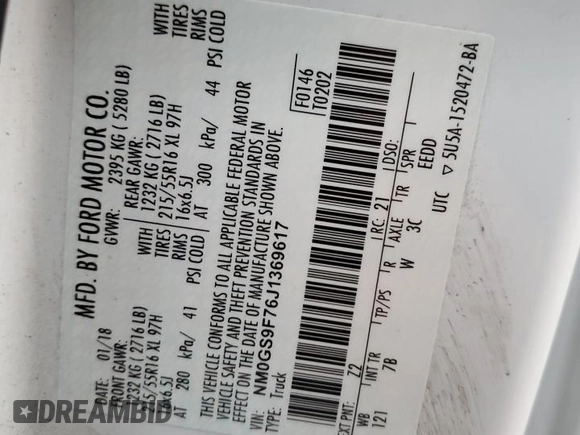 MFD. BY FORD MOTOR CO.
DATE: 01/18 GVWR: 2395 KG ( 5280 LB)
FRONT GAWR: REAR GAWR: WITH
1232 KG ( 2716 LB) WITH 1232 KG ( 2716 LB) TIRES
215/55R16 XL 97H TIRES 215/55R16 XL 97H RIMS
16x6.5J RIMS 16x6.5J PSI COLD
AT 280 kPa/ 41 PSI COLD AT 300 kPa/ 44
THIS VEHICLE CONFORMS TO ALL APPLICABLE FEDERAL MOTOR
VEHICLE SAFETY AND THEFT PREVENTION STANDARDS IN
EFFECT ON THE DATE OF MANUFACTURE SHOWN ABOVE.
VIN: NM0GS9F76J1369617
TYPE: Truck
F0146
T0202
EXT PNT: Z2 RC: 21 DSO:
WB INT TR TP/PS R AXLE TR SPR
121 7B W 3C EEDD
UTC ▽ 5U5A-1520472-BA
DREAMBID